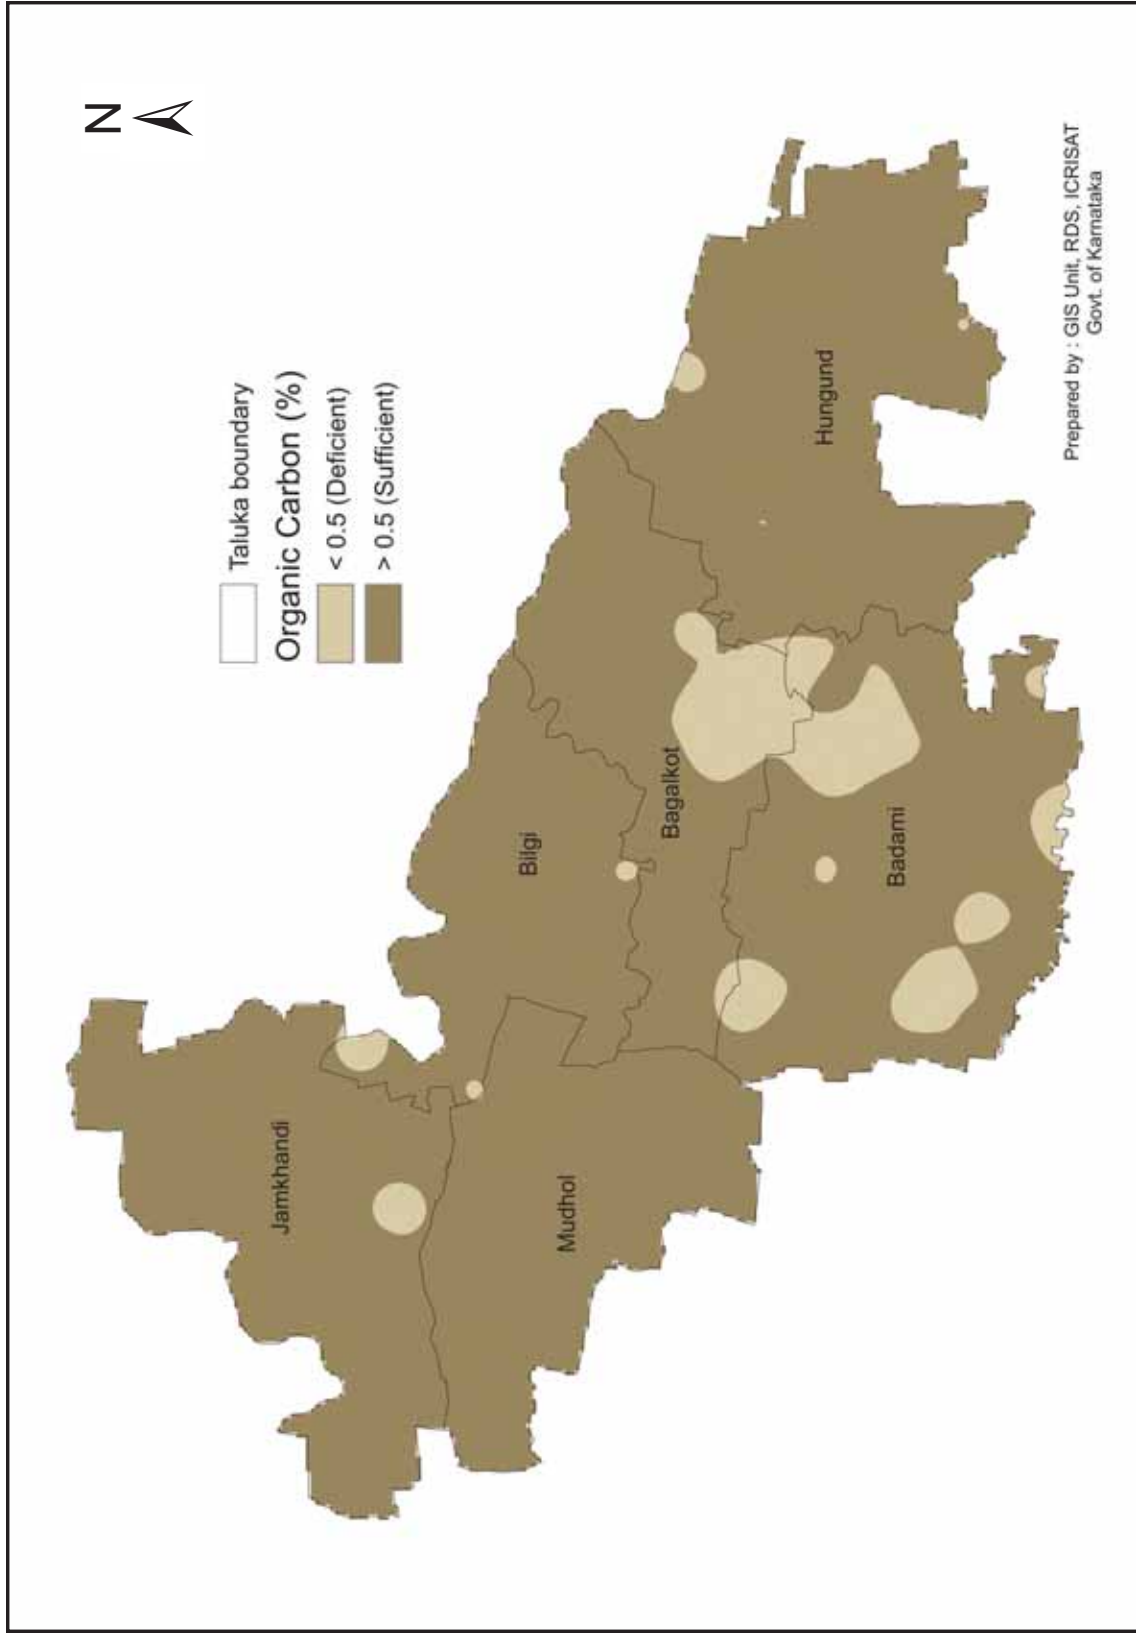 N
Taluka boundary
Organic Carbon (%)
< 0.5 (Deficient)
> 0.5 (Sufficient)
Jamkhandi
Mudhol
Bilgi
Bagalkot
Badami
Hungund
Prepared by : GIS Unit, RDS, ICRISAT
Govt. of Karnataka